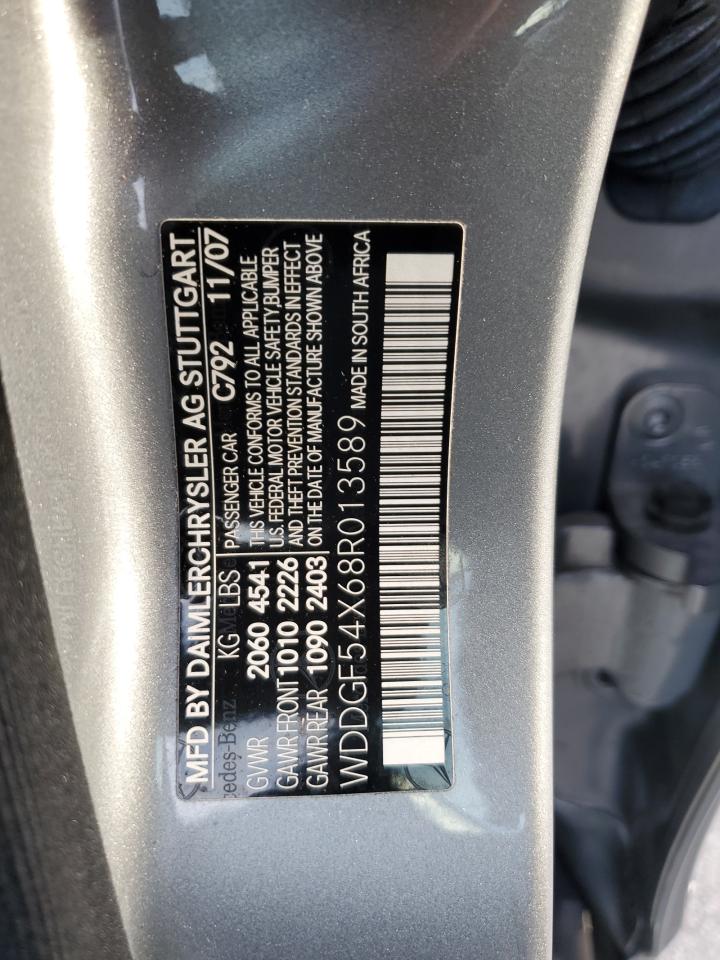 MFD BY DAIMLERCHRYSLER AG STUTTGART
KG LBS PASSENGER CAR C792 11/07
GVWR 2060 4541 THIS VEHICLE CONFORMS TO ALL APPLICABLE
GAWR FRONT 1010 2226 U.S. FEDERAL MOTOR VEHICLE SAFETY,BUMPER
AND THEFT PREVENTION STANDARDS IN EFFECT
GAWR REAR 1090 2403 ON THE DATE OF MANUFACTURE SHOWN ABOVE
WDDGF54X68R013589 MADE IN SOUTH AFRICA